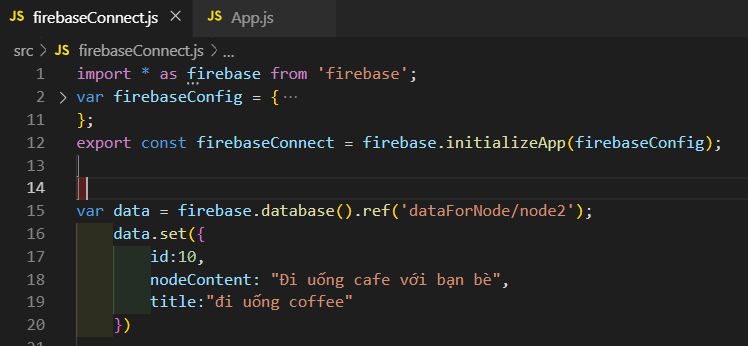 JS firebaseConnect.js × JS App.js
src > JS firebaseConnect.js > ...
1 import * as firebase from 'firebase';
2 > var firebaseConfig = { ...
11 };
12 export const firebaseConnect = firebase.initializeApp(firebaseConfig);
13
14
15 var data = firebase.database().ref('dataForNode/node2');
16 data.set({
17 id:10,
18 nodeContent: "Đi uống cafe với bạn bè",
19 title:"đi uống coffee"
20 })